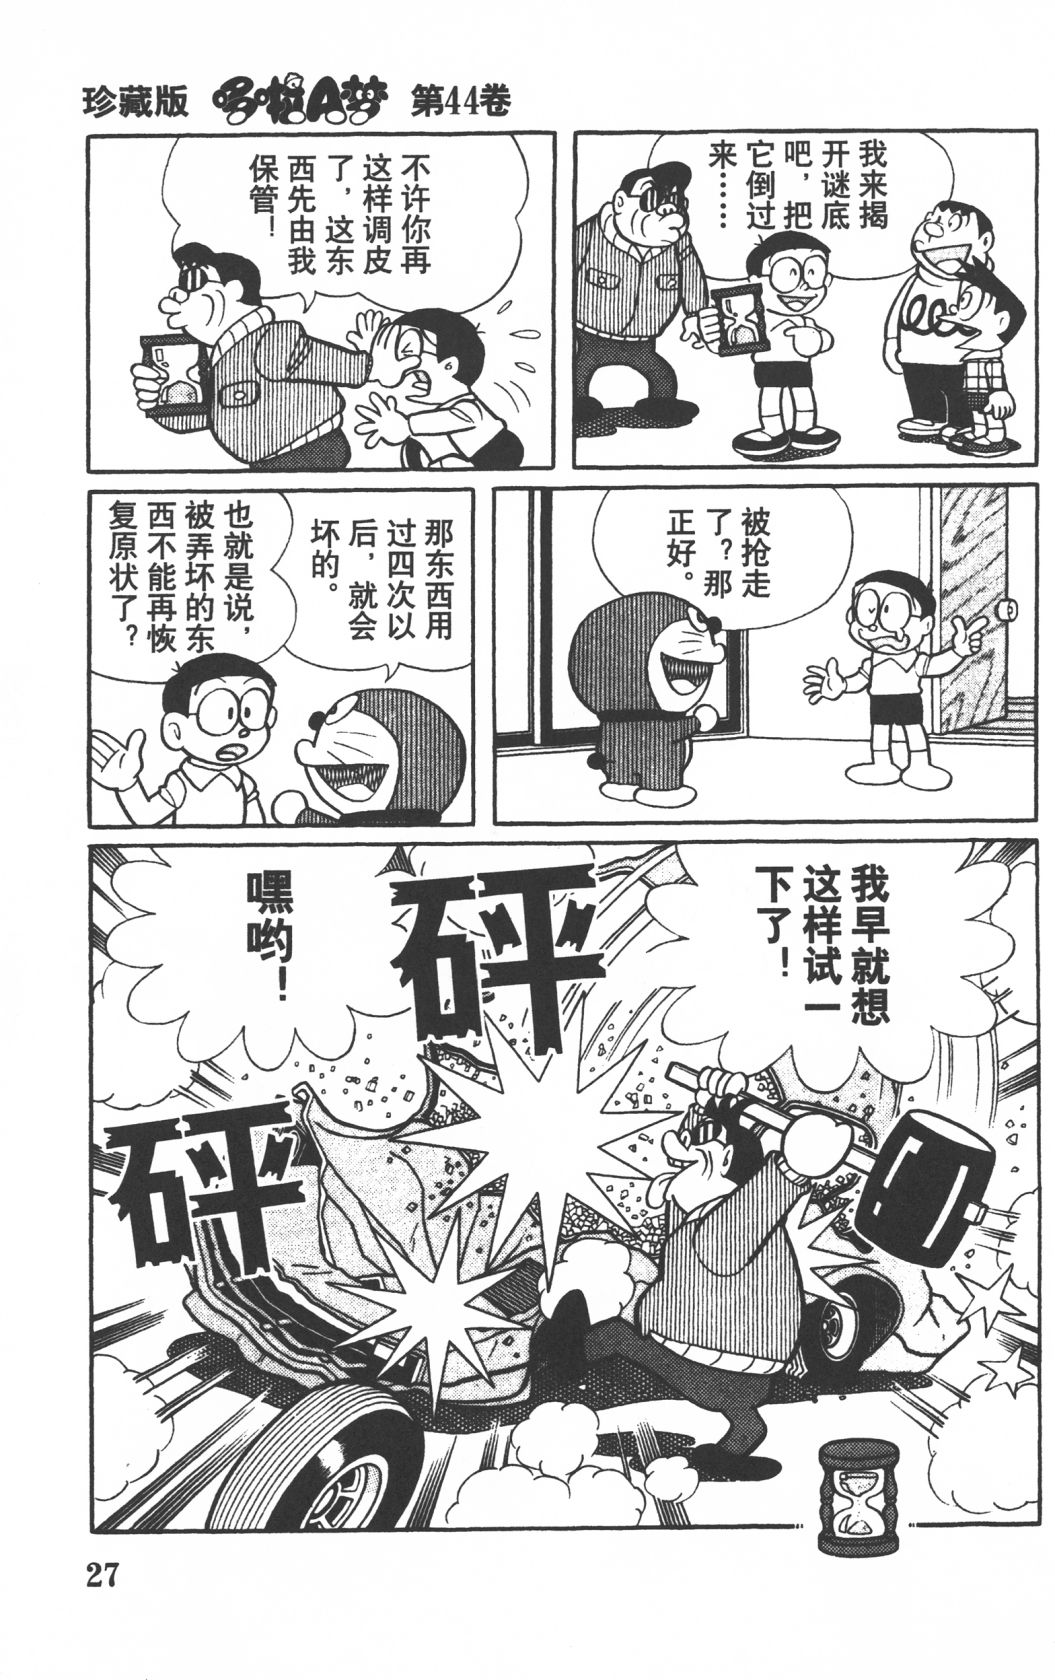 珍藏版 哆啦A梦 第44卷
我来揭
开谜底
吧，把
它倒过
来……
不许你再
这样调皮
了，这东
西先由我
保管！
被抢走
了？那
正好。
那东西用
过四次以
后，就会
坏的。
也就是说，
被弄坏的东
西不能再恢
复原状了？
我早就想
这样试一
下了！
砰
嘿哟！
砰
27